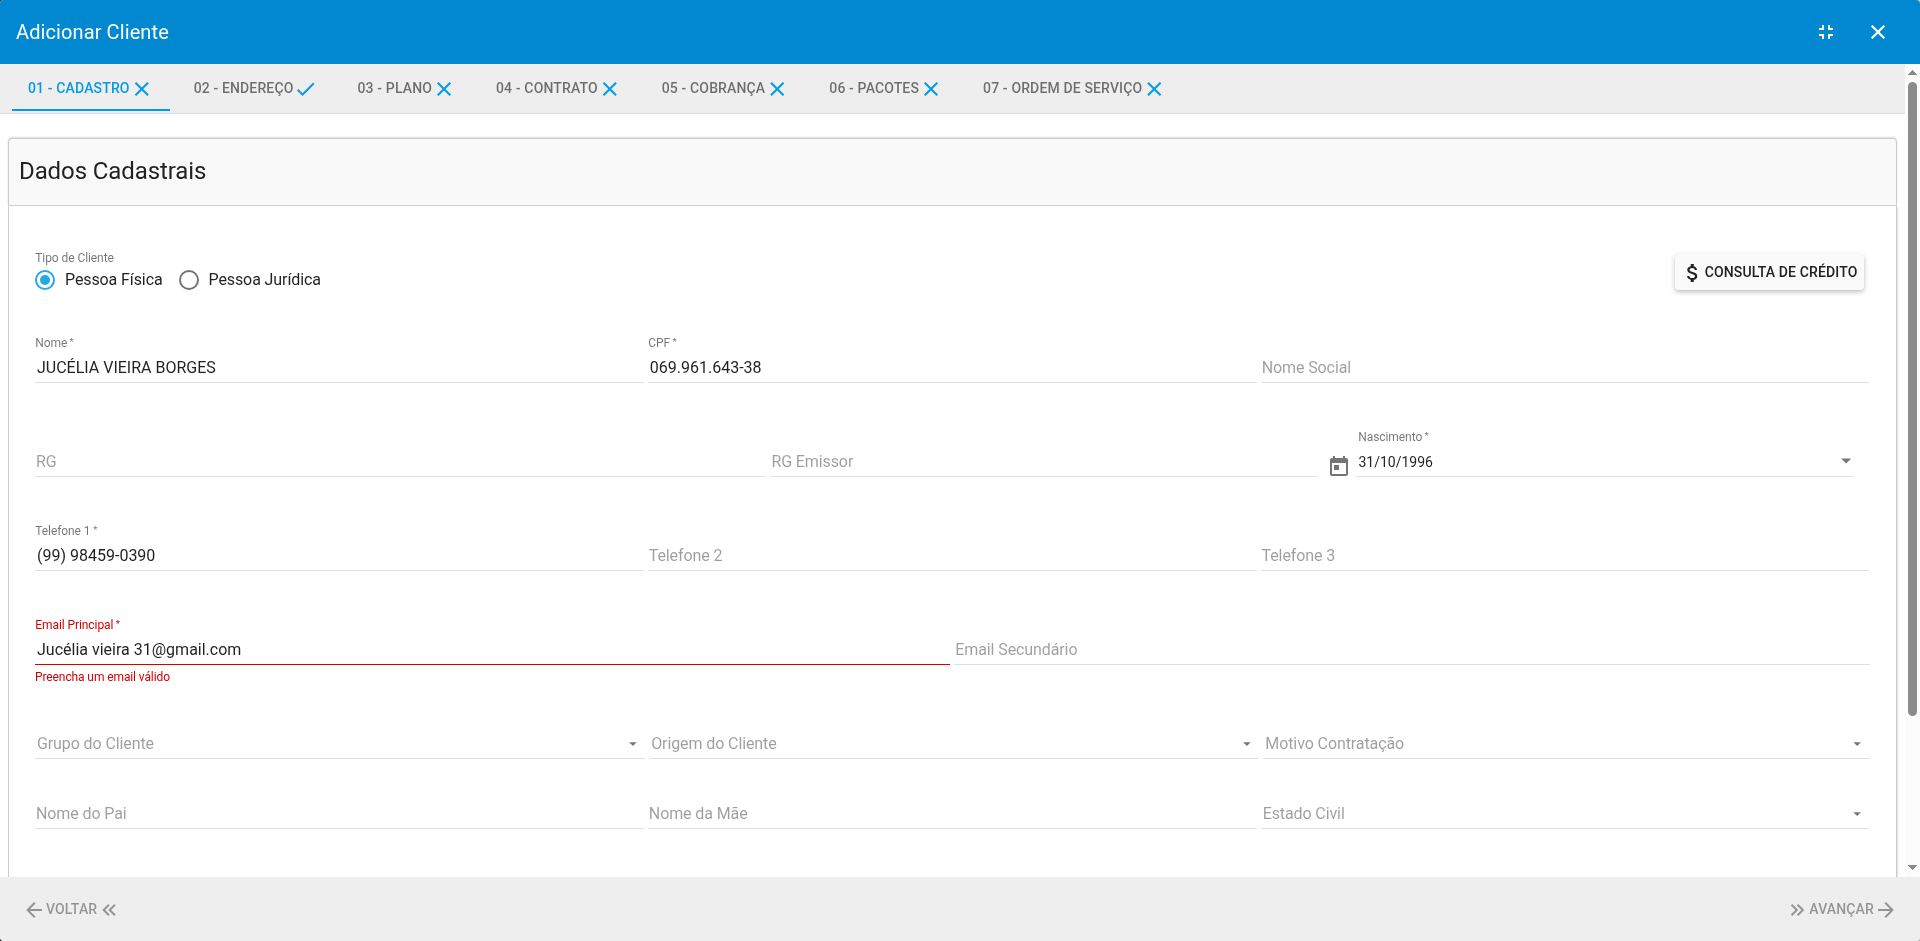 Adicionar Cliente
01 - CADASTRO 02 - ENDEREÇO 03 - PLANO 04 - CONTRATO 05 - COBRANÇA 06 - PACOTES 07 - ORDEM DE SERVIÇO
Dados Cadastrais
Tipo de Cliente
Pessoa Física Pessoa Jurídica
$ CONSULTA DE CRÉDITO
Nome * CPF *
JUCÉLIA VIEIRA BORGES 069.961.643-38 Nome Social
Nascimento *
RG RG Emissor 31/10/1996
Telefone 1 *
(99) 98459-0390 Telefone 2 Telefone 3
Email Principal *
Jucélia vieira 31@gmail.com Email Secundário
Preencha um email válido
Grupo do Cliente Origem do Cliente Motivo Contratação
Nome do Pai Nome da Mãe Estado Civil
VOLTAR AVANÇAR